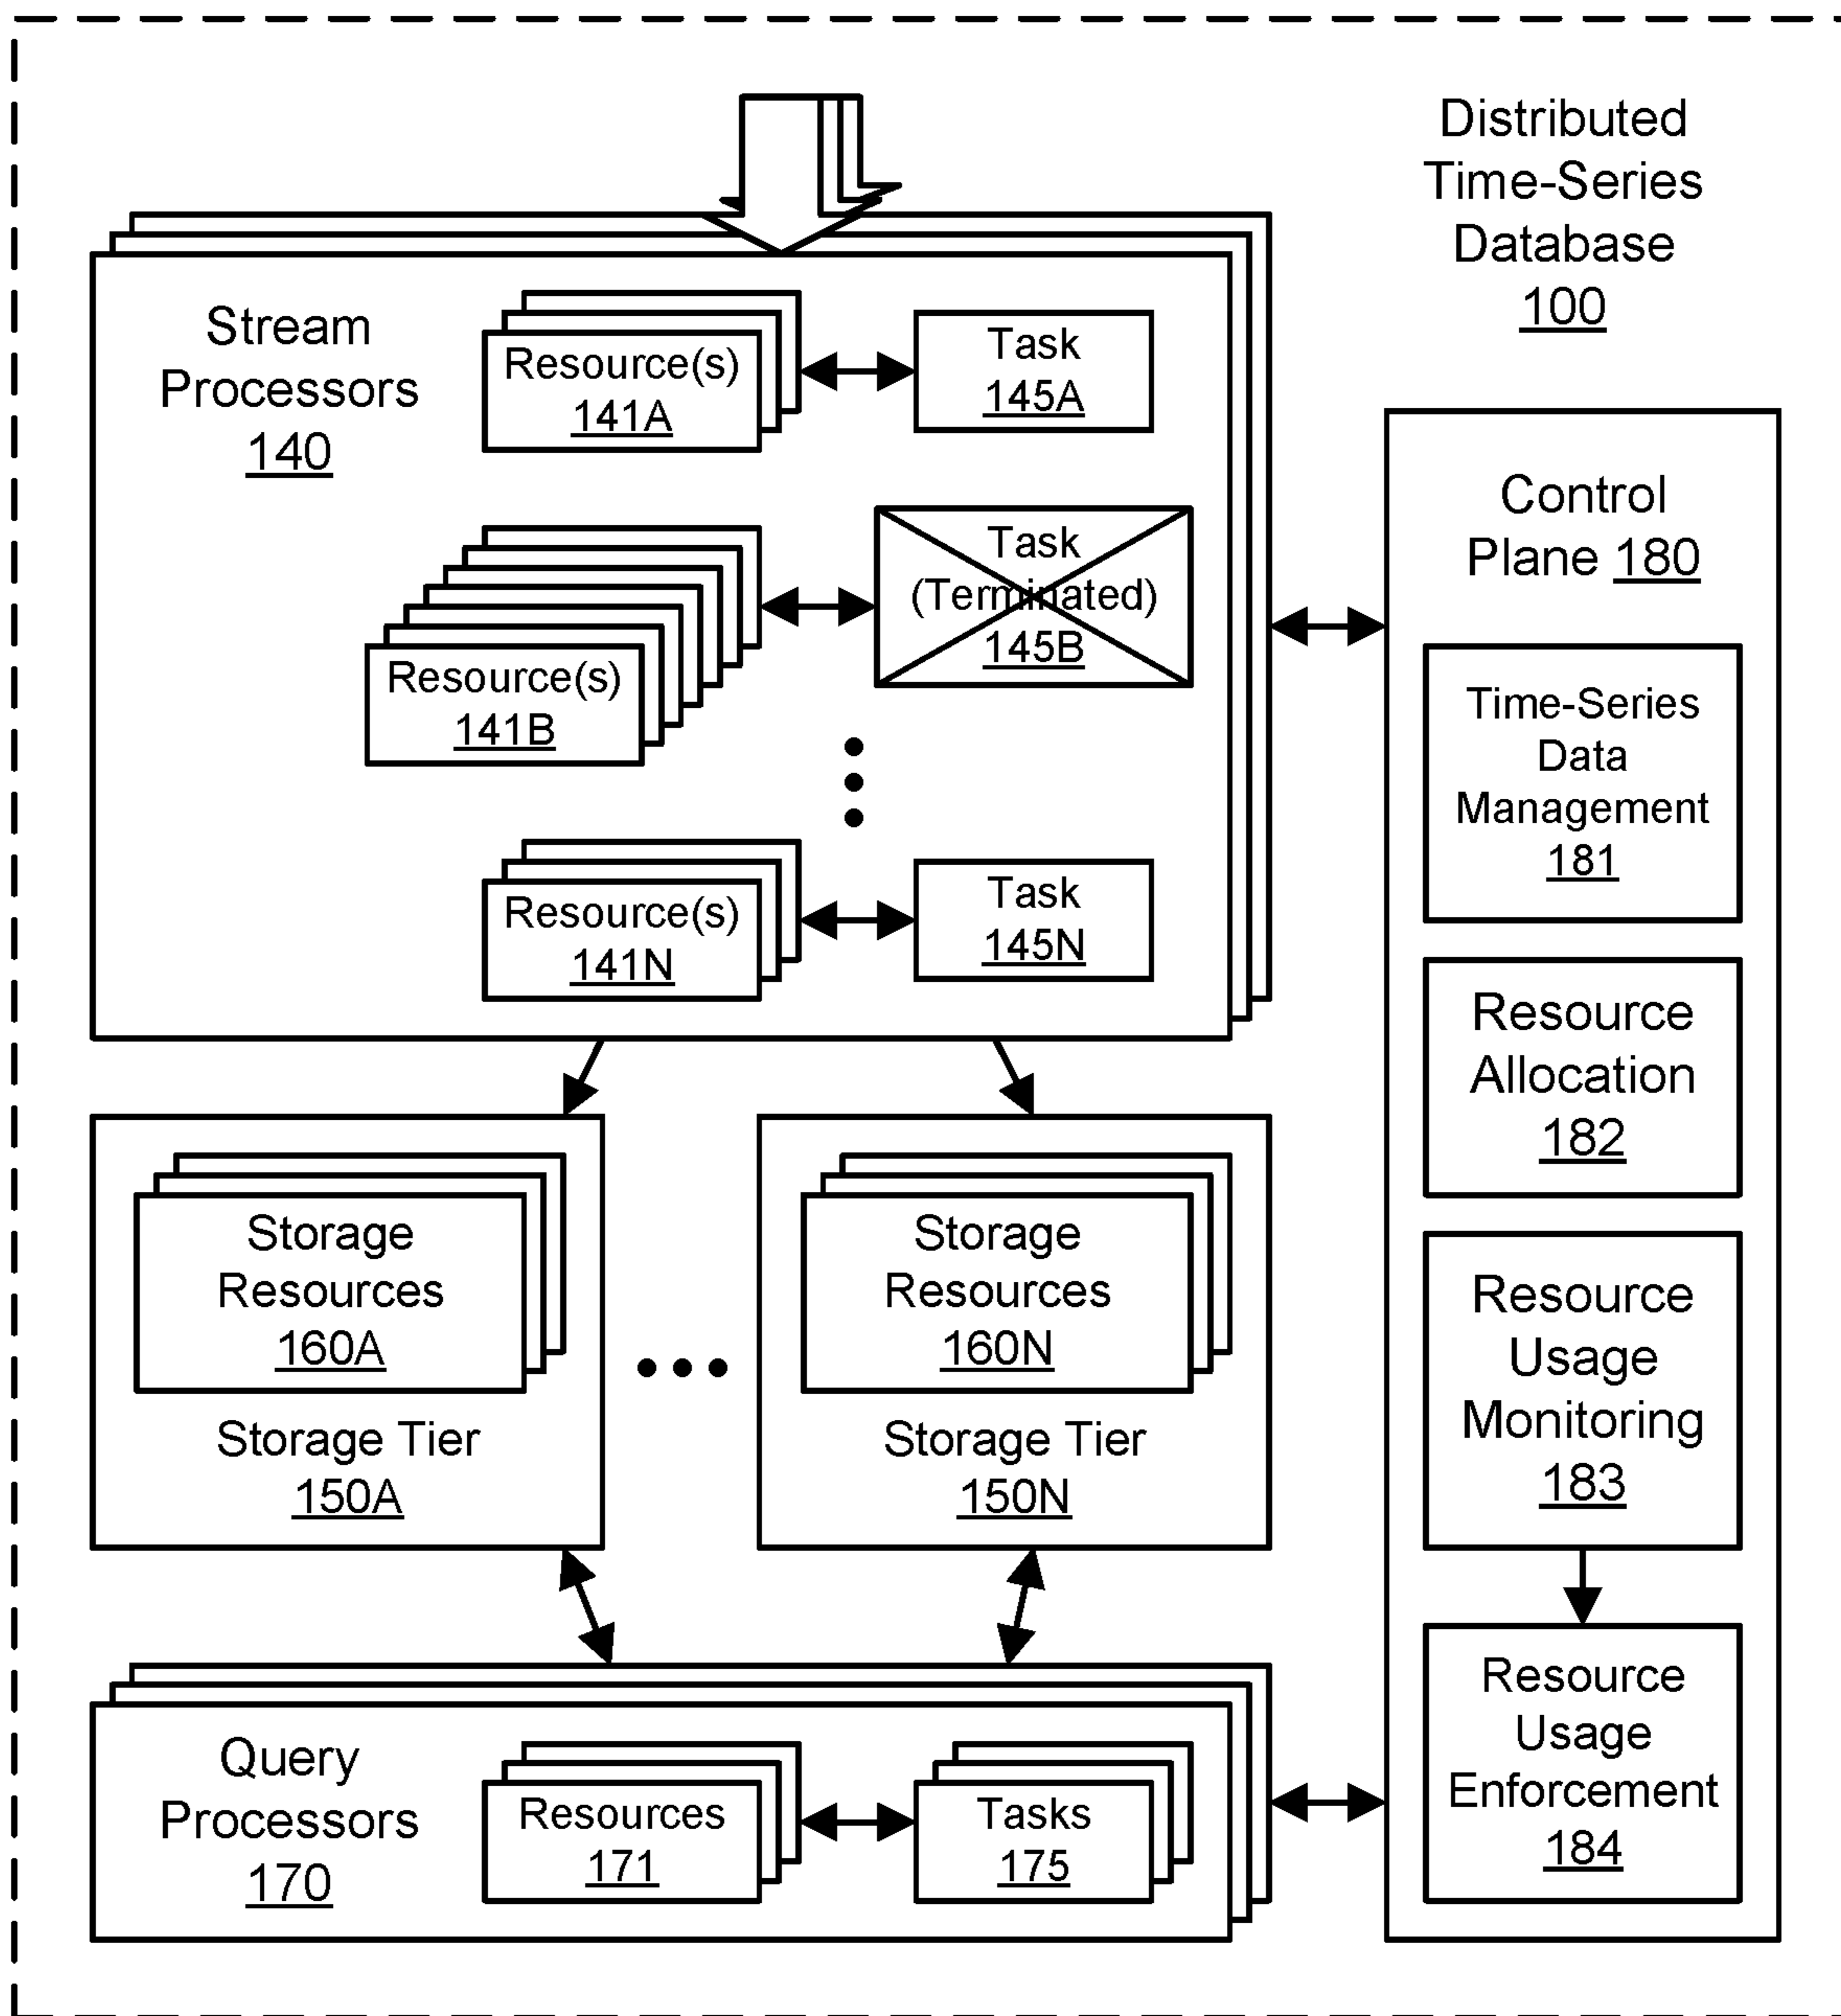 Distributed
Time-Series
Database
100
Stream
Processors
140
Resource(s)
141A
Task
145A
Resource(s)
141B
Task
(Terminated)
145B
Resource(s)
141N
Task
145N
Control
Plane 180
Time-Series
Data
Management
181
Resource
Allocation
182
Resource
Usage
Monitoring
183
Resource
Usage
Enforcement
184
Storage
Resources
160A
Storage Tier
150A
Storage
Resources
160N
Storage Tier
150N
Query
Processors
170
Resources
171
Tasks
175